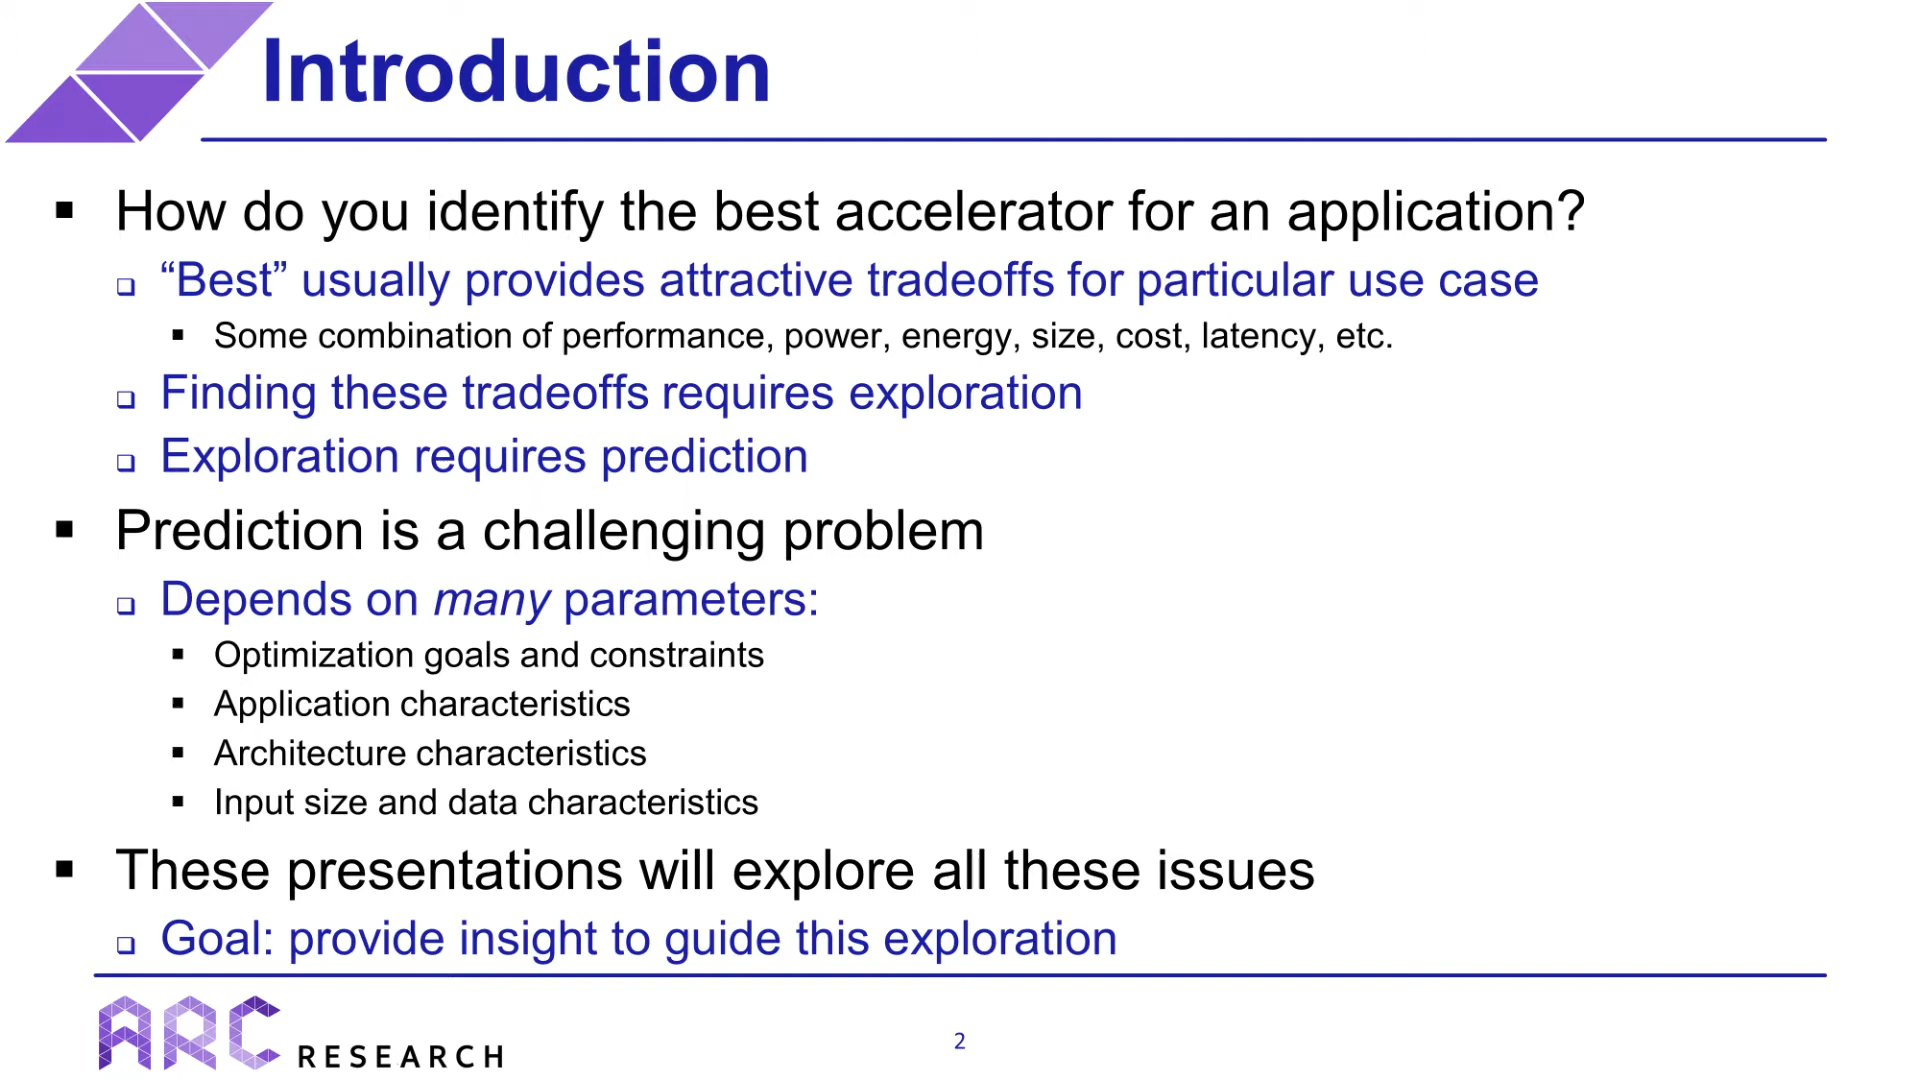 Introduction
How do you identify the best accelerator for an application?
“Best” usually provides attractive tradeoffs for particular use case
Some combination of performance, power, energy, size, cost, latency, etc.
Finding these tradeoffs requires exploration
Exploration requires prediction
Prediction is a challenging problem
Depends on many parameters:
Optimization goals and constraints
Application characteristics
Architecture characteristics
Input size and data characteristics
These presentations will explore all these issues
Goal: provide insight to guide this exploration
ARC RESEARCH
2